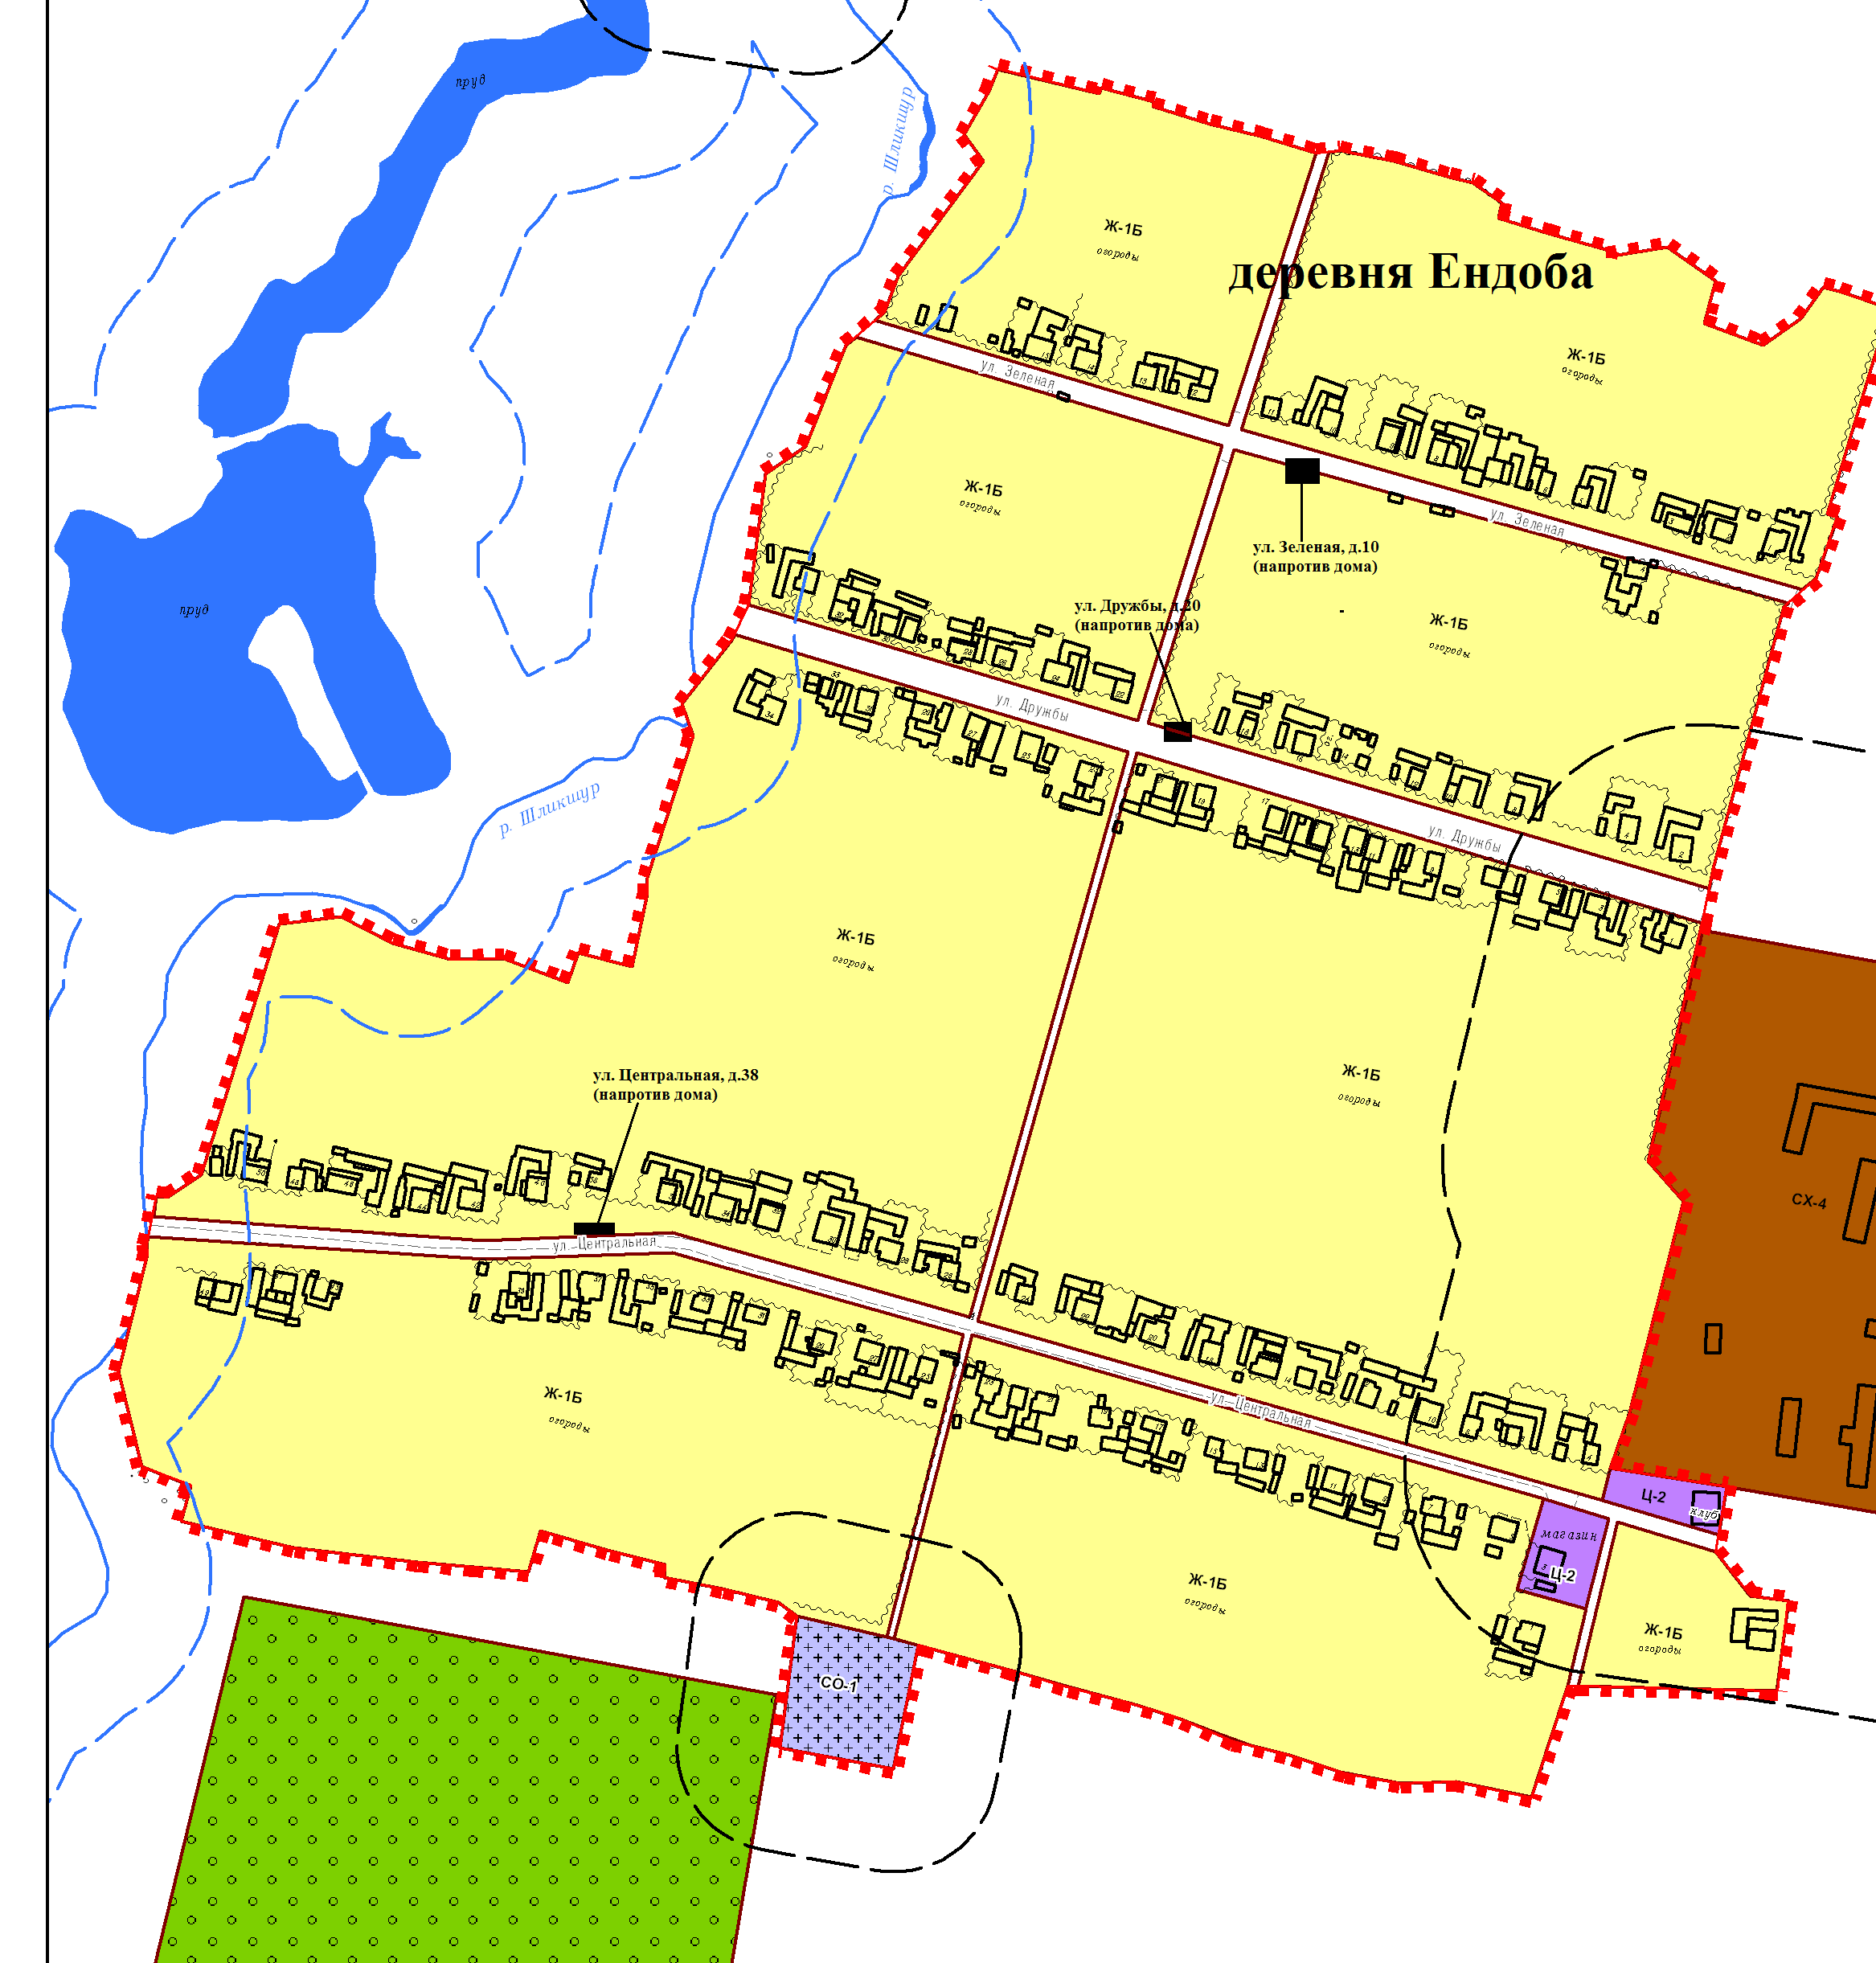 пруд
р. Шликшур
Ж-1Б
огороды
деревня Ендоба
Ж-1Б
огороды
ул. Зеленая
Ж-1Б
огороды
ул. Зеленая
ул. Зеленая, д.10
(напротив дома)
ул. Дружбы, д.20
(напротив дома)
Ж-1Б
огороды
пруд
ул. Дружбы
р. Шликшур
ул. Дружбы
Ж-1Б
огороды
Ж-1Б
огороды
ул. Центральная, д.38
(напротив дома)
СХ-4
ул. Центральная
Ж-1Б
огороды
ул. Центральная
Ц-2
клуб
магазин
Ц-2
Ж-1Б
огороды
Ж-1Б
огороды
СО-1